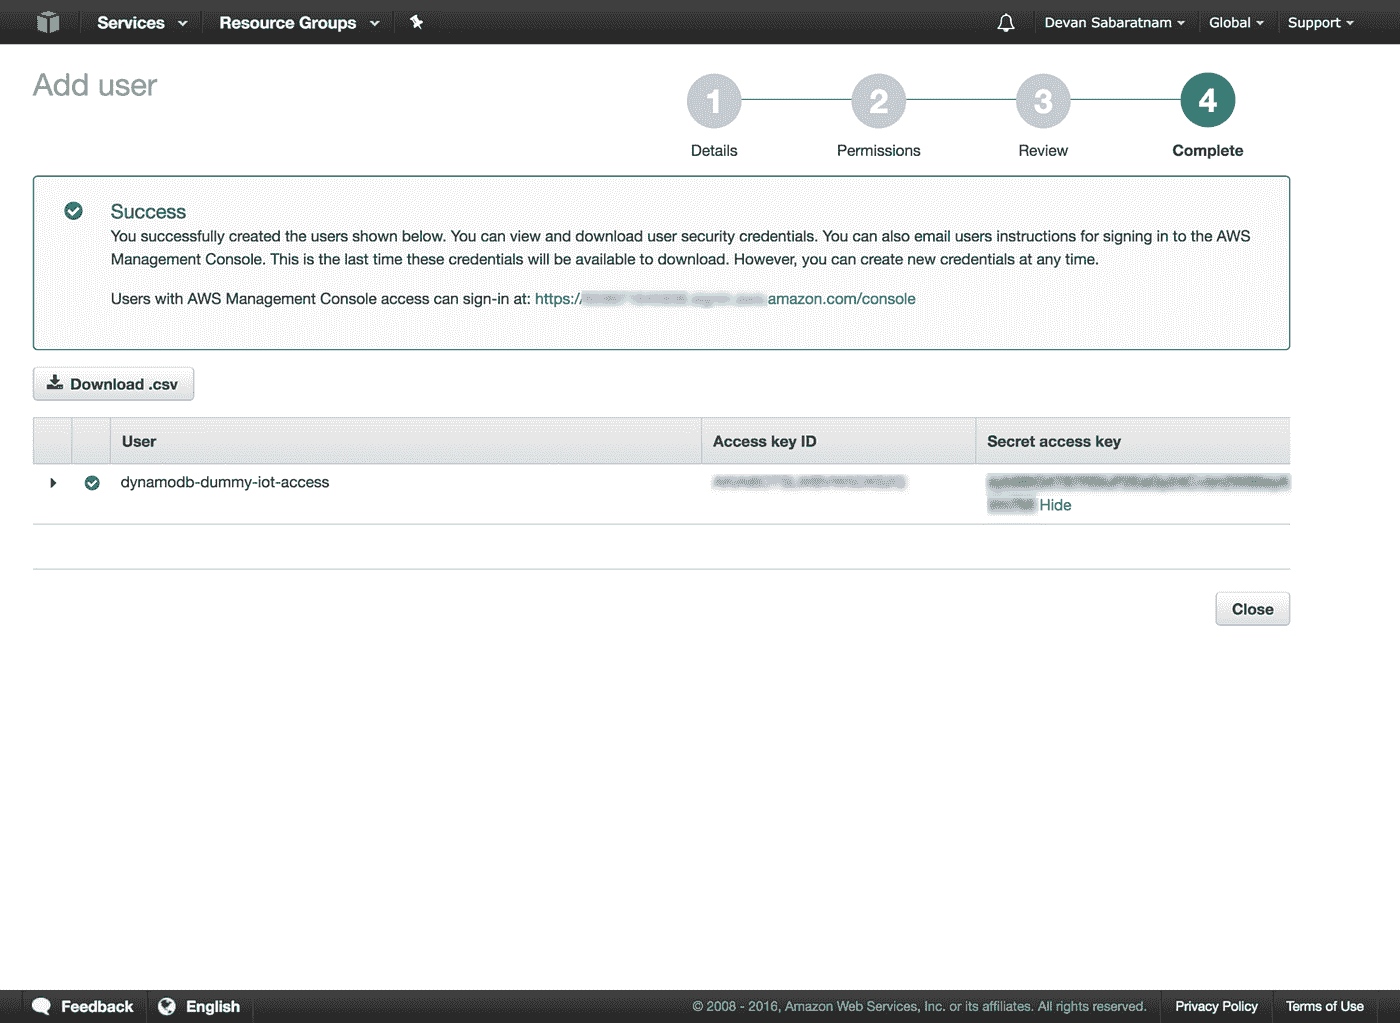 Services Resource Groups Devan Sabaratnam Global Support
Add user
1 2 3 4
Details Permissions Review Complete
Success
You successfully created the users shown below. You can view and download user security credentials. You can also email users instructions for signing in to the AWS
Management Console. This is the last time these credentials will be available to download. However, you can create new credentials at any time.
Users with AWS Management Console access can sign-in at: https:/ amazon.com/console
Download .csv
User Access key ID Secret access key
dynamodb-dummy-iot-access
Hide
Close
Feedback English © 2008 - 2016, Amazon Web Services, Inc. or its affiliates. All rights reserved. Privacy Policy Terms of Use